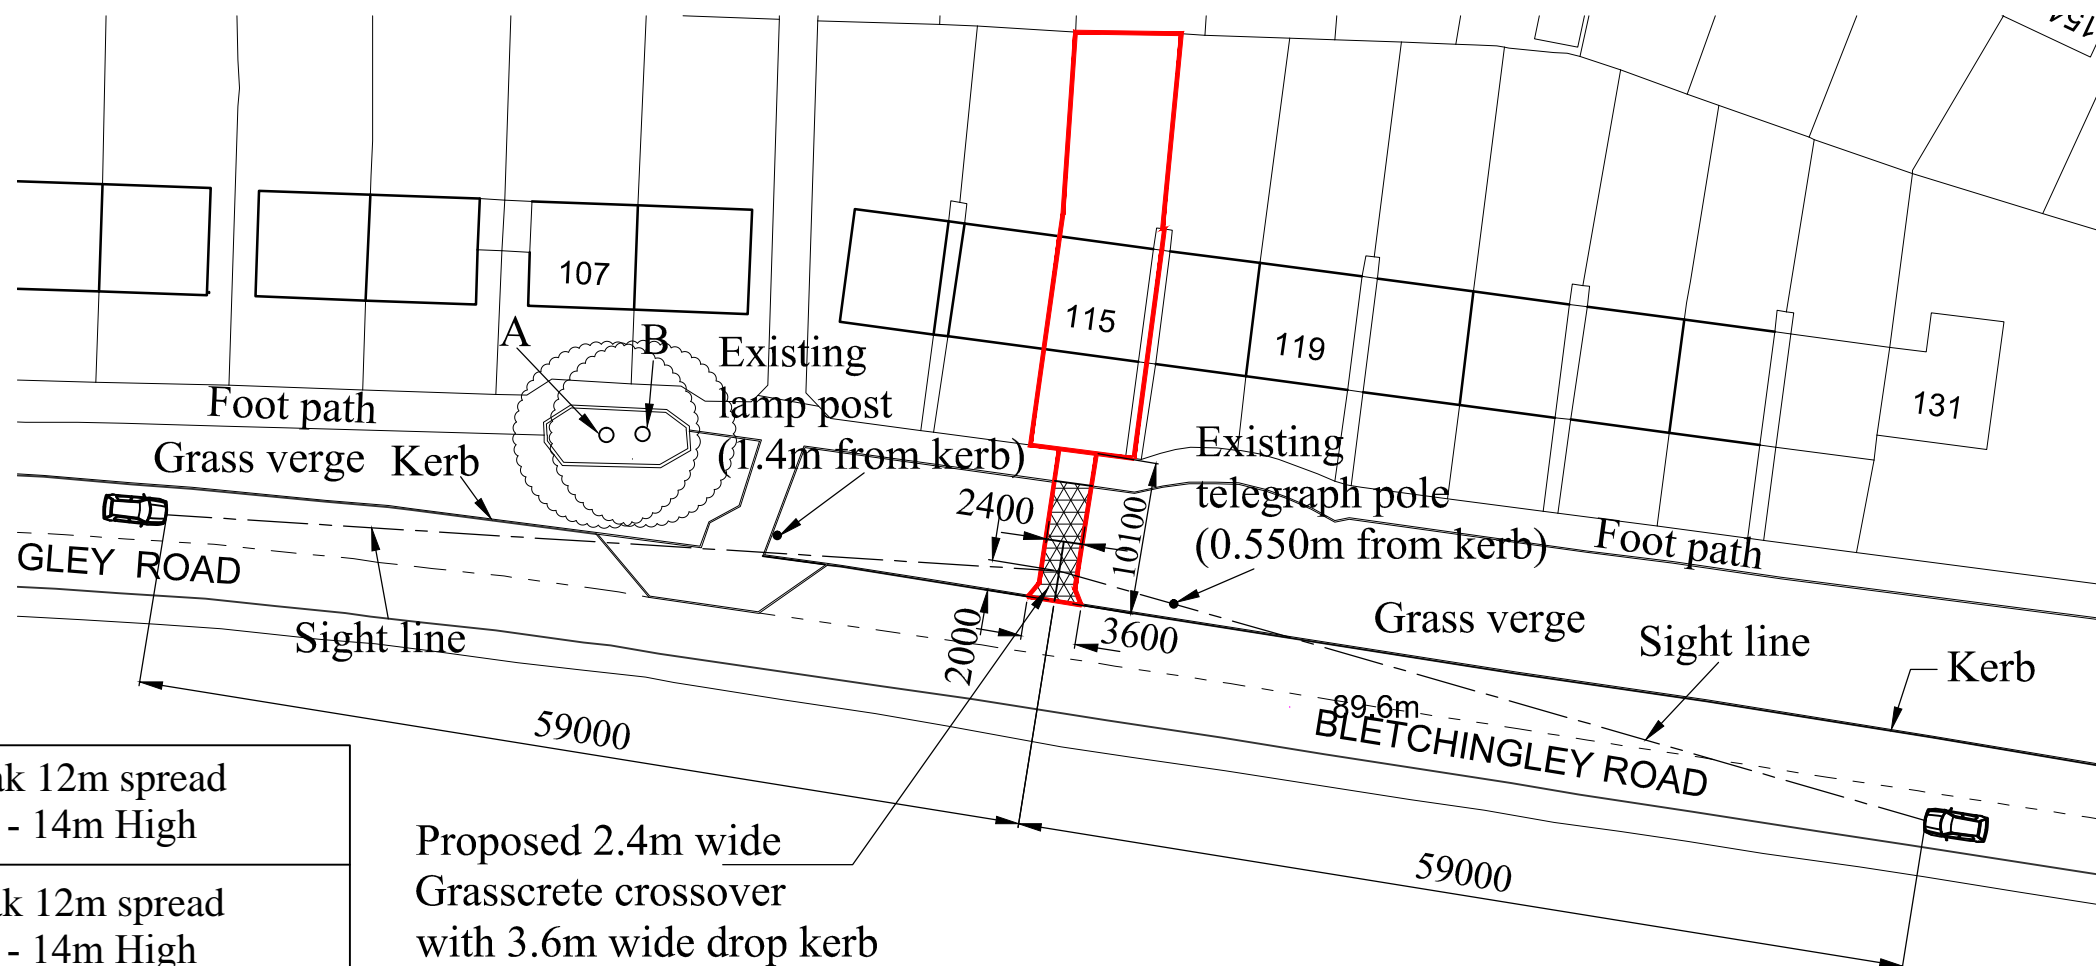 107
115
119
131
A
B
Existing
lamp post
(1.4m from kerb)
Foot path
Grass verge
Kerb
2400
10100
Existing
telegraph pole
(0.550m from kerb)
Foot path
GLEY ROAD
Sight line
2000
3600
Grass verge
Sight line
Kerb
89.6m
BLETCHINGLEY ROAD
59000
59000
12m spread
- 14m High
12m spread
- 14m High
Proposed 2.4m wide
Grasscrete crossover
with 3.6m wide drop kerb